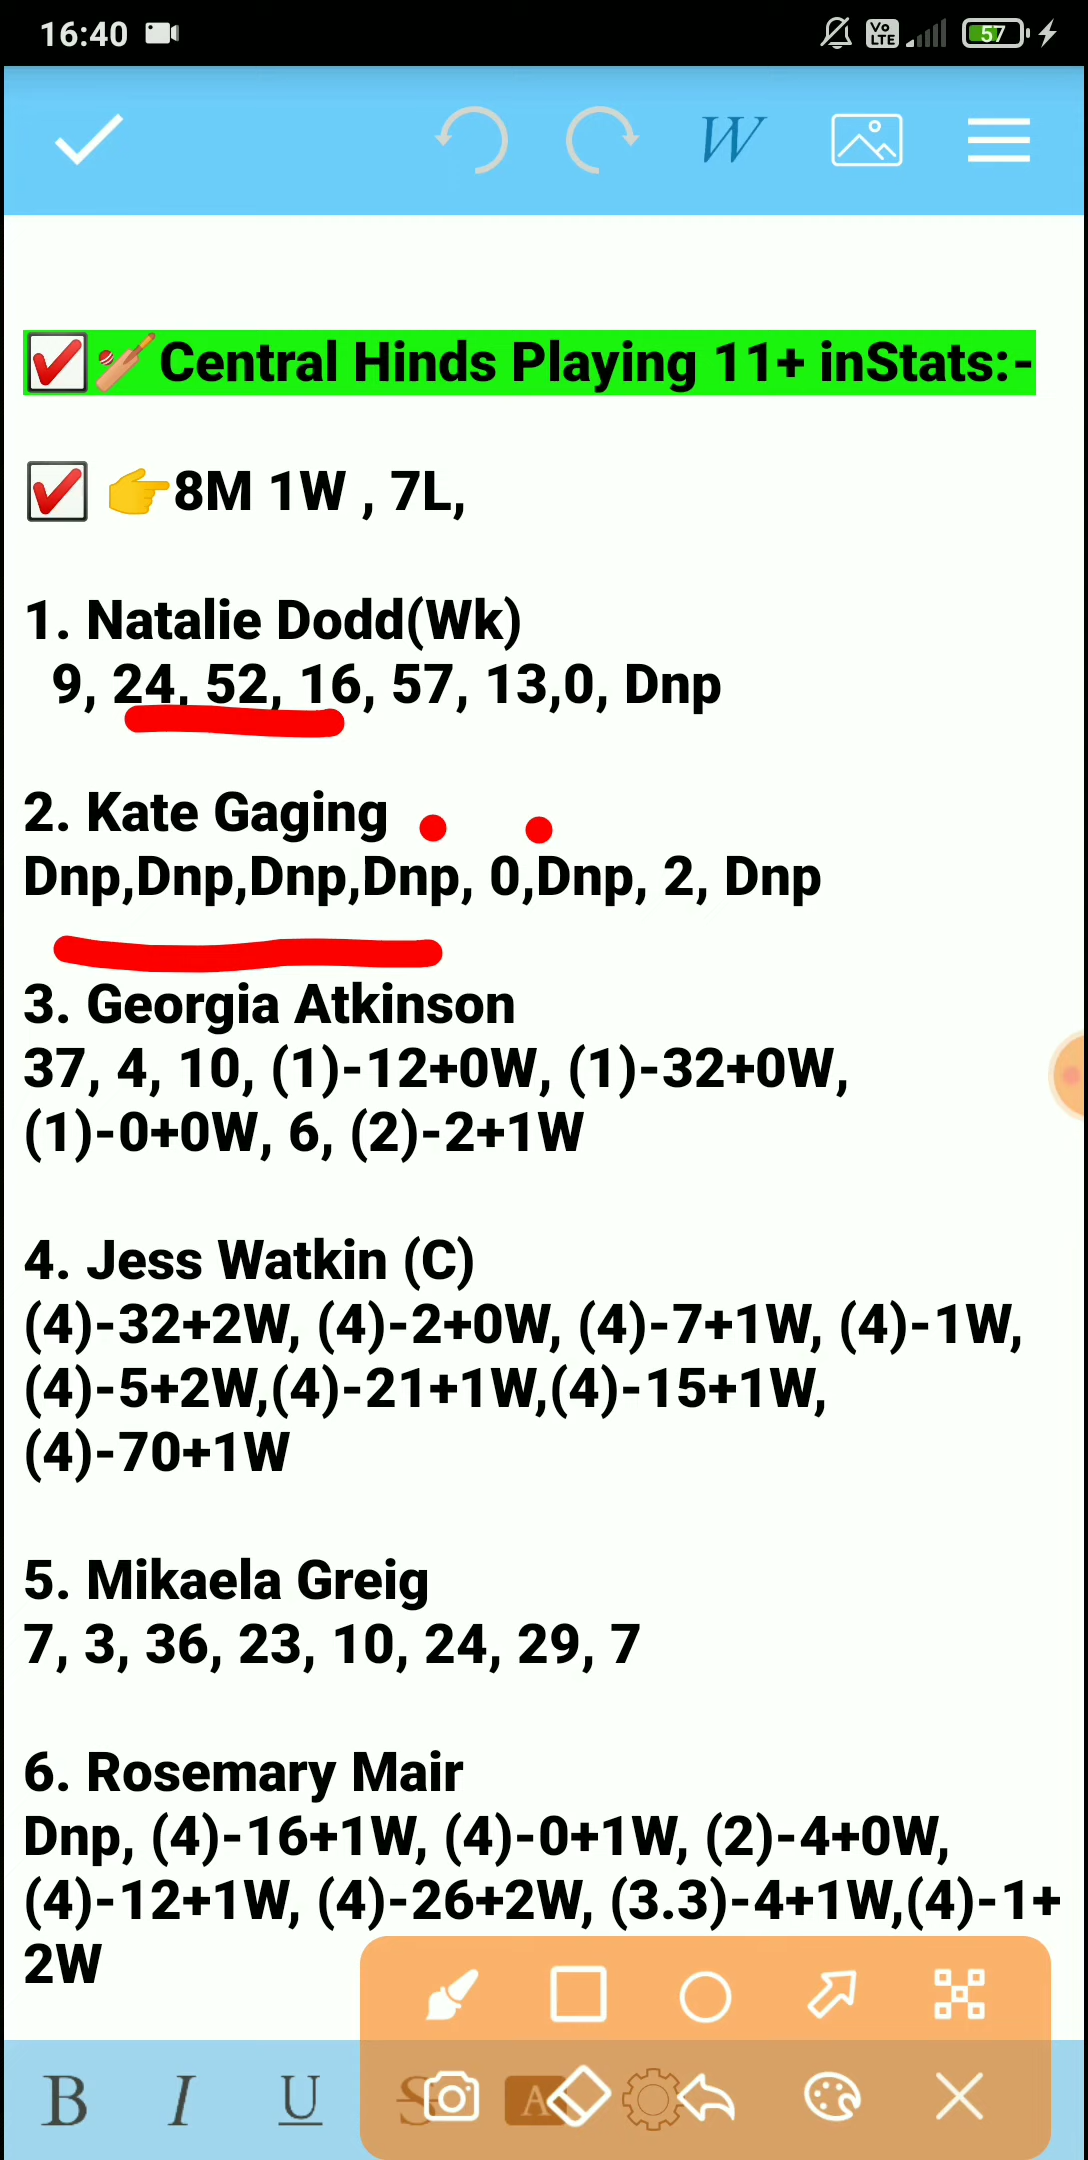 16:40
Vo LTE
57
W
Central Hinds Playing 11+ inStats:-
8M 1W , 7L,
1. Natalie Dodd(Wk)
9, 24, 52, 16, 57, 13,0, Dnp
2. Kate Gaging
Dnp,Dnp,Dnp,Dnp, 0,Dnp, 2, Dnp
3. Georgia Atkinson
37, 4, 10, (1)-12+0W, (1)-32+0W,
(1)-0+0W, 6, (2)-2+1W
4. Jess Watkin (C)
(4)-32+2W, (4)-2+0W, (4)-7+1W, (4)-1W,
(4)-5+2W,(4)-21+1W,(4)-15+1W,
(4)-70+1W
5. Mikaela Greig
7, 3, 36, 23, 10, 24, 29, 7
6. Rosemary Mair
Dnp, (4)-16+1W, (4)-0+1W, (2)-4+0W,
(4)-12+1W, (4)-26+2W, (3.3)-4+1W,(4)-1+
2W
B I U S A